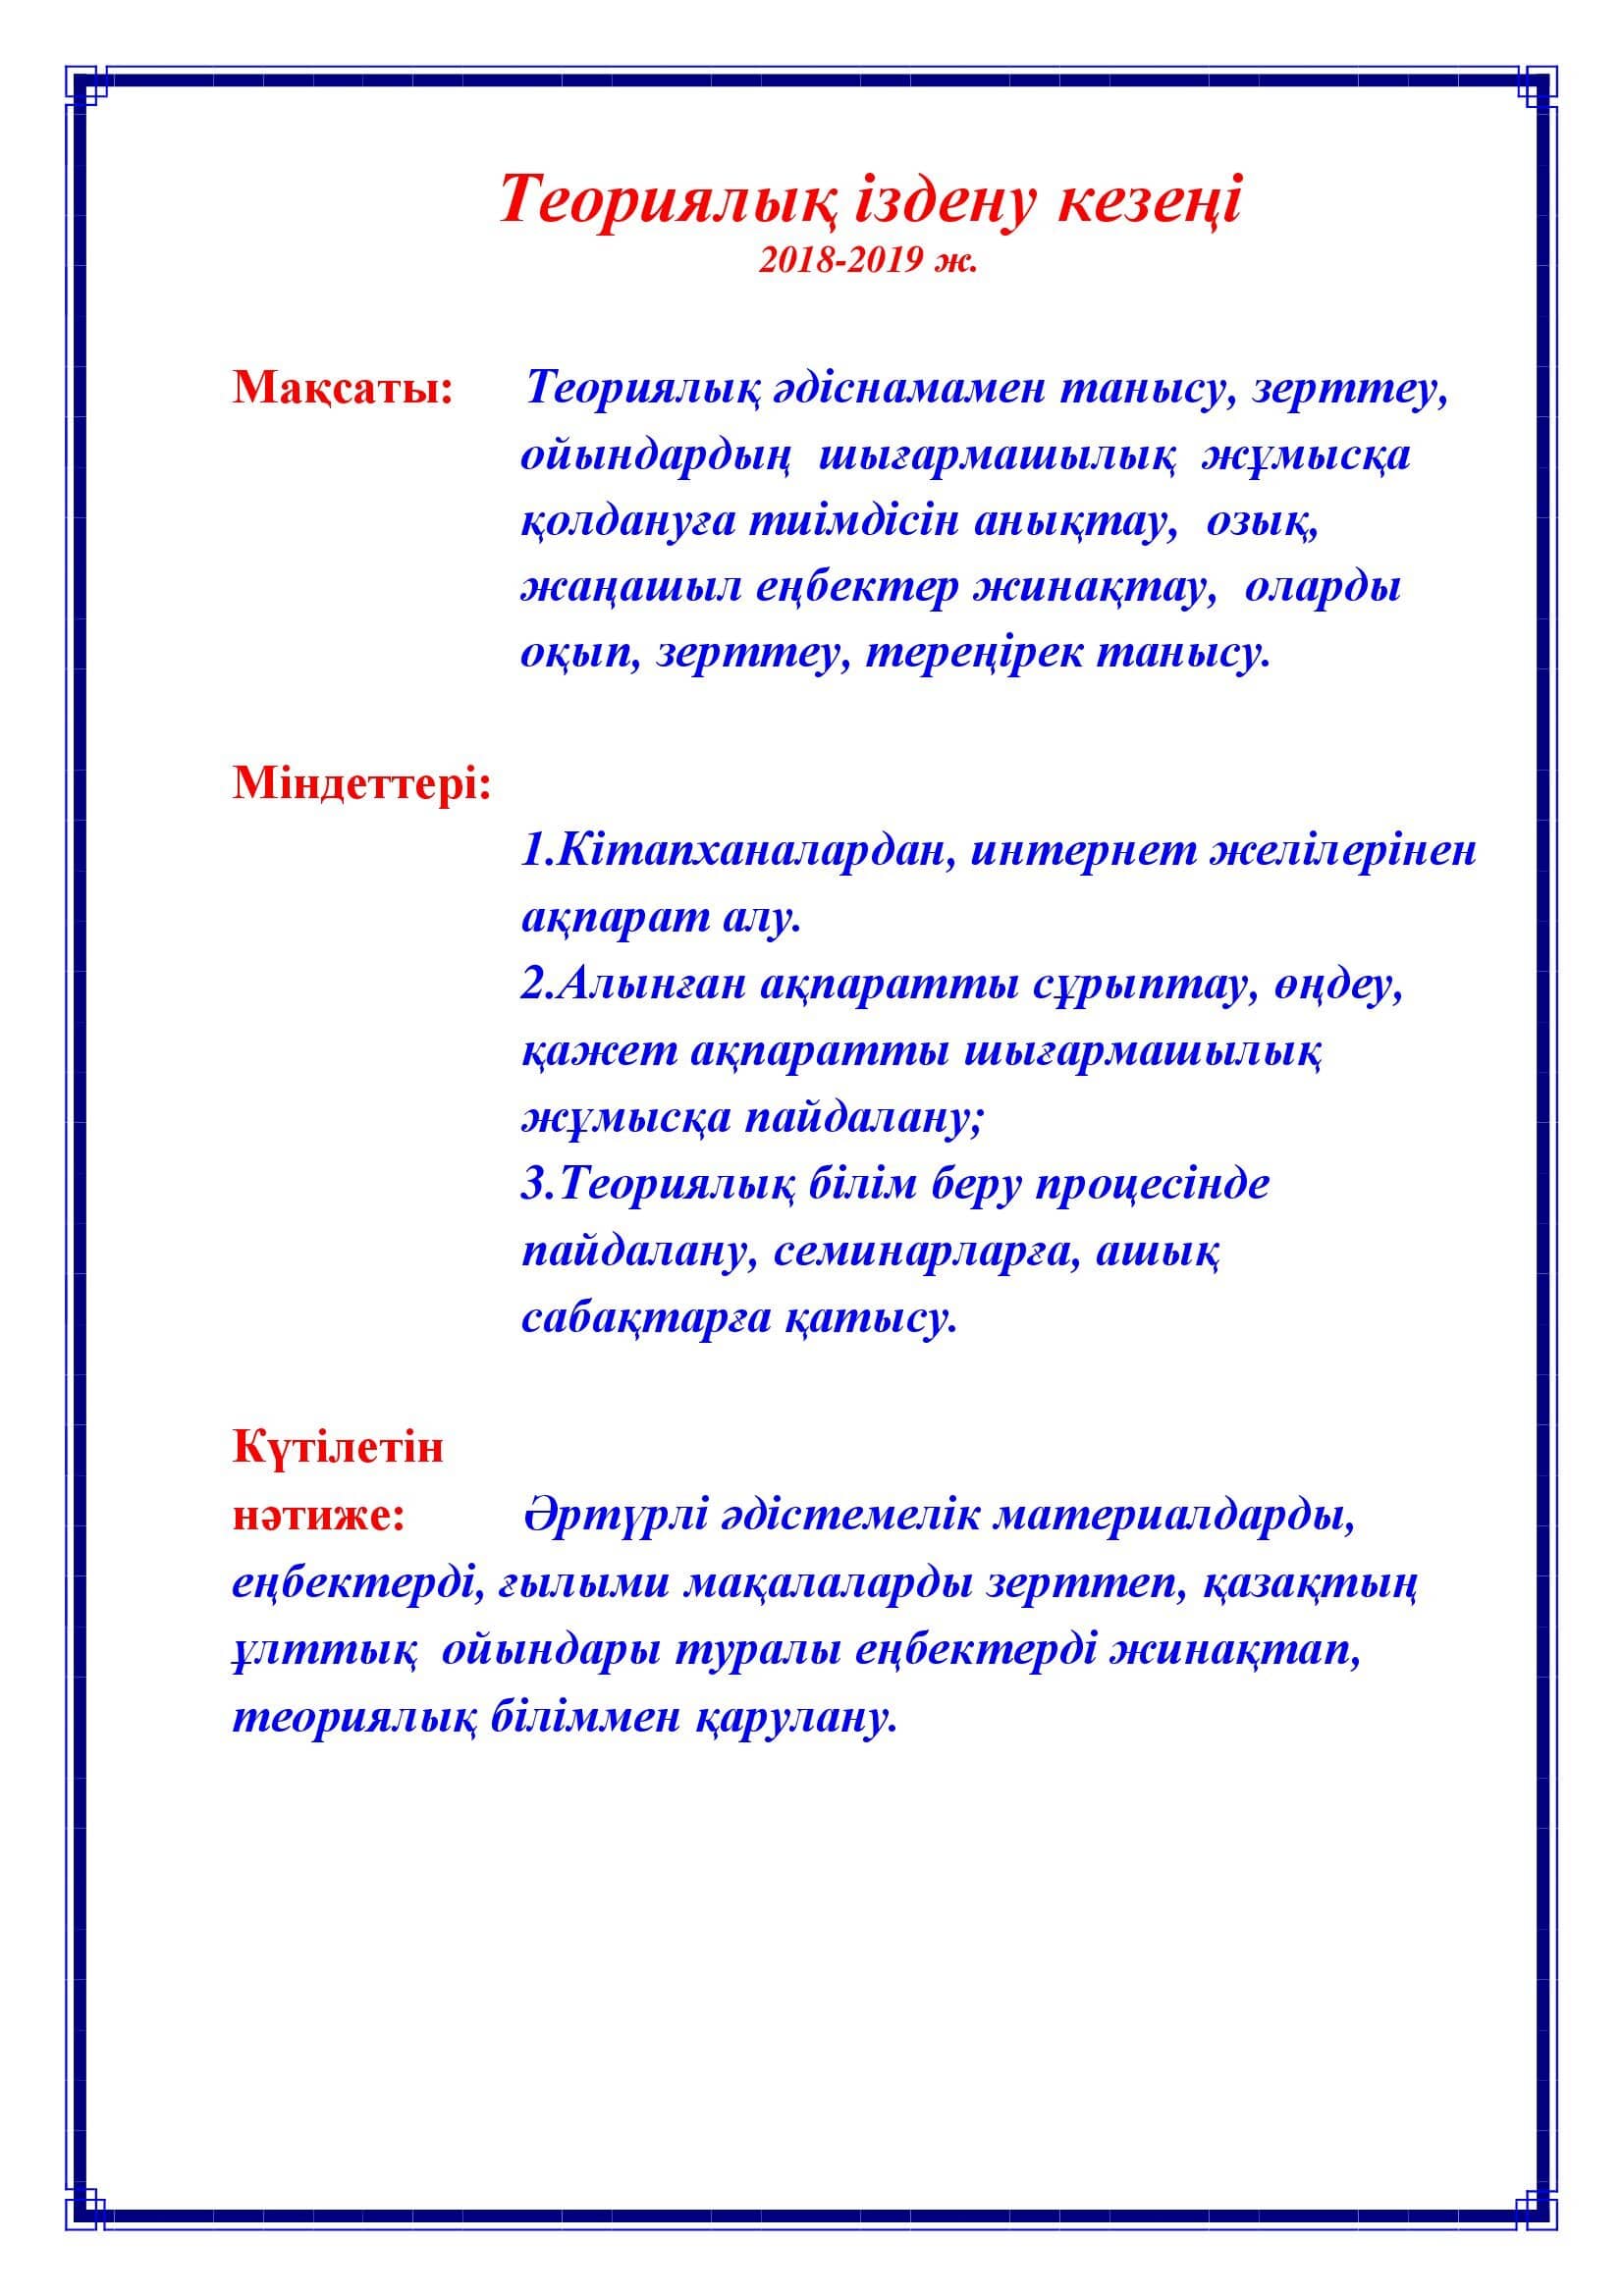 Теориялық іздену кезеңі
2018-2019 ж.
Мақсаты: Теориялық әдіснамамен танысу, зерттеу,
ойындардың шығармашылық жұмысқа
қолдануға тиімдісін анықтау, озық,
жаңашыл еңбектер жинақтау, оларды
оқып, зерттеу, тереңірек танысу.
Міндеттері:
1.Кітапханалардан, интернет желілерінен
ақпарат алу.
2.Алынған ақпаратты сұрыптау, өңдеу,
қажет ақпаратты шығармашылық
жұмысқа пайдалану;
3.Теориялық білім беру процесінде
пайдалану, семинарларға, ашық
сабақтарға қатысу.
Күтілетін
нәтиже: Әртүрлі әдістемелік материалдарды,
еңбектерді, ғылыми мақалаларды зерттеп, қазақтың
ұлттық ойындары туралы еңбектерді жинақтап,
теориялық біліммен қарулану.